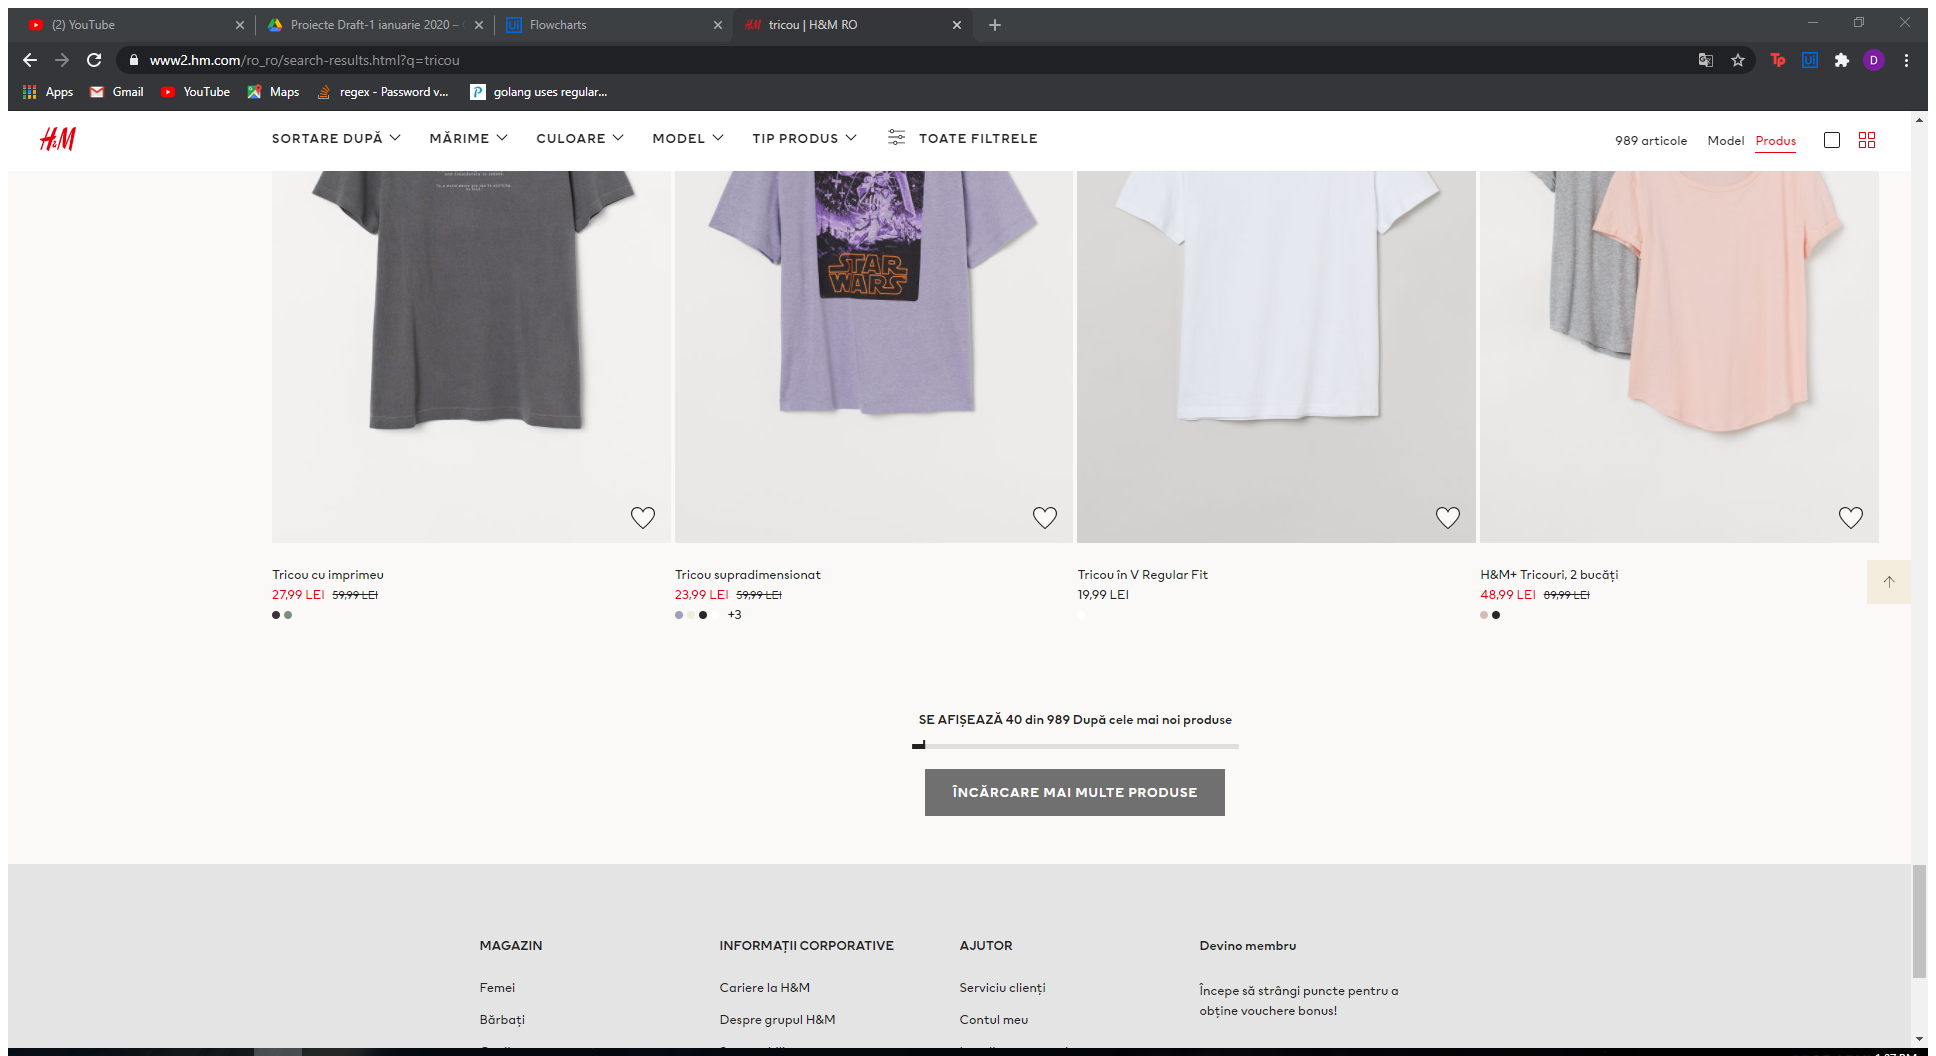 (2) YouTube
Proiecte Draft-1 ianuarie 2020 –
Flowcharts
tricou | H&M RO
www2.hm.com/ro_ro/search-results.html?q=tricou
Apps Gmail YouTube Maps regex - Password v... golang uses regular...
H&M
SORTARE DUPĂ MĂRIME CULOARE MODEL TIP PRODUS TOATE FILTRELE
989 articole Model Produs
STAR
WARS
Tricou cu imprimeu
27,99 LEI 59,99 LEI
Tricou supradimensionat
23,99 LEI 59,99 LEI
+3
Tricou în V Regular Fit
19,99 LEI
H&M+ Tricouri, 2 bucăți
48,99 LEI 89,99 LEI
SE AFIȘEAZĂ 40 din 989 După cele mai noi produse
ÎNCĂRCARE MAI MULTE PRODUSE
MAGAZIN
Femei
Bărbați
INFORMAȚII CORPORATIVE
Cariere la H&M
Despre grupul H&M
AJUTOR
Serviciu clienți
Contul meu
Devino membru
Începe să strângi puncte pentru a
obține vouchere bonus!